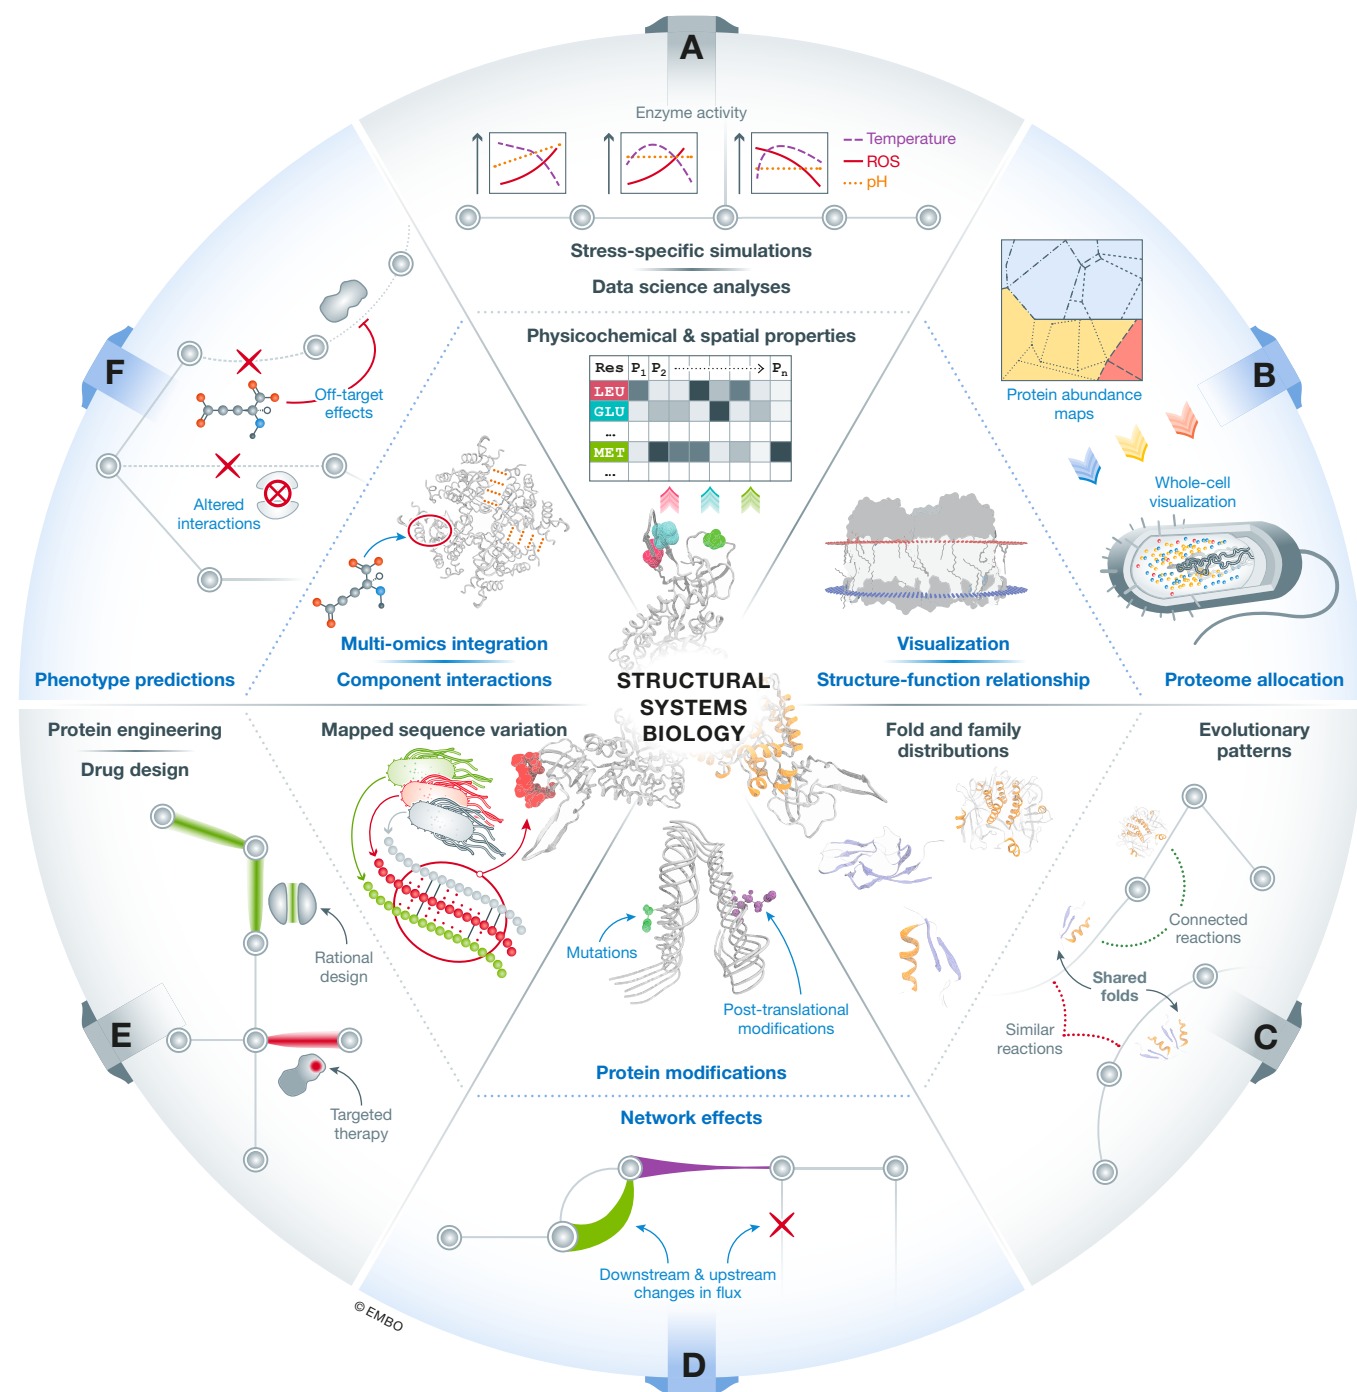 A
Enzyme activity
Temperature
ROS
pH
Stress-specific simulations
Data science analyses
Physicochemical & spatial properties
Res P1 P2 Pn
LEU
GLU
...
MET
...
B
Protein abundance
maps
Whole-cell
visualization
Visualization
Structure-function relationship
Proteome allocation
F
Off-target
effects
Altered
interactions
Multi-omics integration
Component interactions
Phenotype predictions
STRUCTURAL
SYSTEMS
BIOLOGY
Protein engineering
Drug design
Mapped sequence variation
Rational
design
E
Targeted
therapy
Fold and family
distributions
Evolutionary
patterns
Connected
reactions
Shared
folds
Similar
reactions
C
Mutations
Post-translational
modifications
Protein modifications
Network effects
Downstream & upstream
changes in flux
© EMBO
D